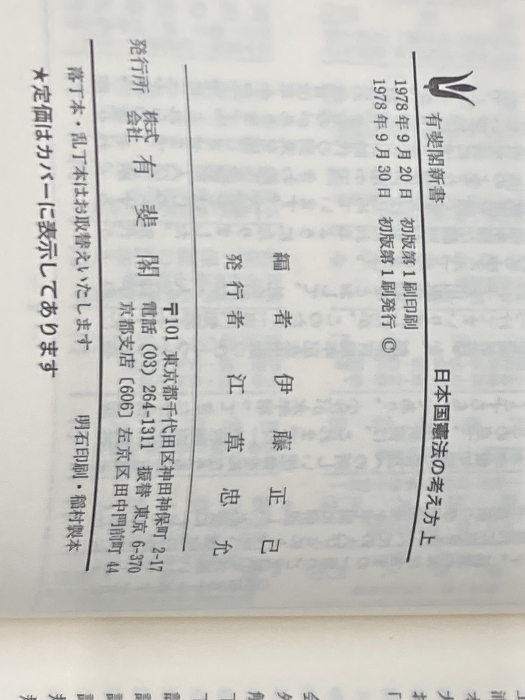 有斐閣新書 日本国憲法の考え方 上
1978年9月20日 初版第1刷印刷
1978年9月30日 初版第1刷発行 ©
編者 伊藤正己
発行者 江草忠允
発行所 株式会社 有斐閣
〒101 東京都千代田区神田神保町 2-17
電話 (03) 264-1311 振替 東京 6-370
京都支店 〔606〕 左京区田中門前町 44
落丁本・乱丁本はお取替えいたします 明石印刷・稲村製本
★定価はカバーに表示してあります